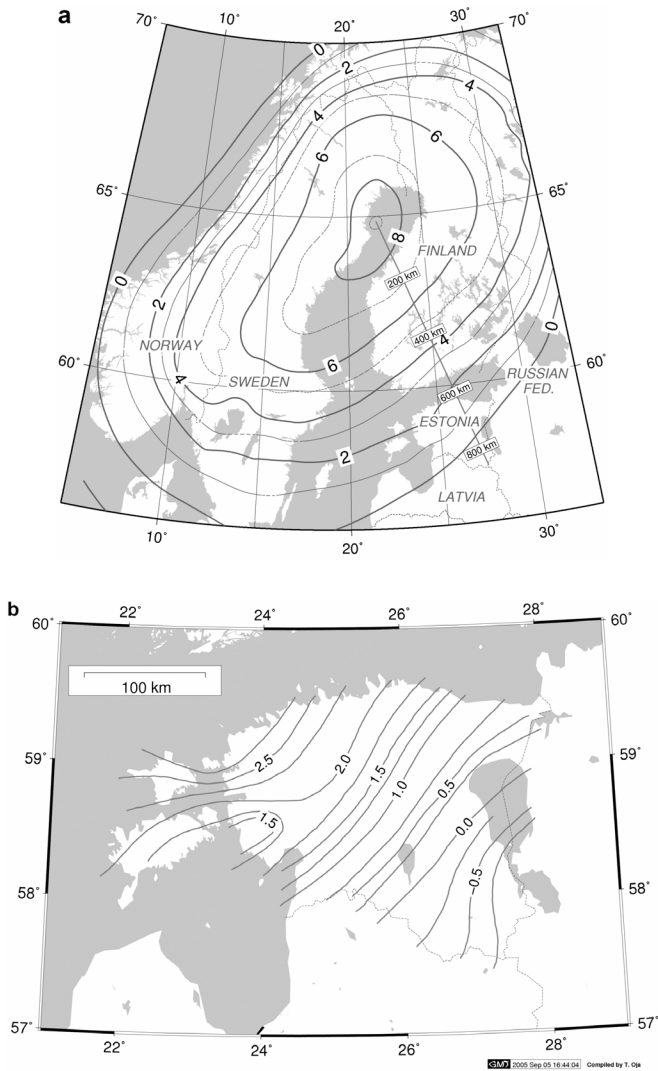 a
70° 10° 20° 30° 70°
0
2
4 4
6 6
65° 65°
8
FINLAND
200 km
0
2
400 km
4
0
NORWAY
60° 60°
6
RUSSIAN
FED.
4
SWEDEN
600 km
ESTONIA
2
800 km
LATVIA
10° 20° 30°
b
22° 24° 26° 28°
60° 60°
100 km
59° 59°
2.5 2.0 1.5 1.0 0.5
1.5 0.0
-0.5
58° 58°
57° 57°
22° 24° 26° 28°
GMT 2005 Sep 05 16:44:04 Compiled by T. Oja